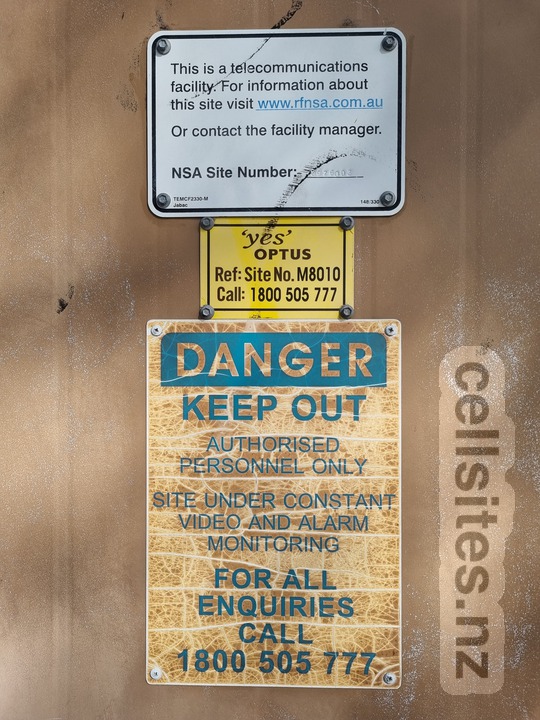 This is a telecommunications
facility. For information about
this site visit www.rfnsa.com.au
Or contact the facility manager.
NSA Site Number:-
TEMCF2330-M
Jabac
148/330
'yes'
OPTUS
Ref: Site No. M8010
Call: 1800 505 777
DANGER
KEEP OUT
AUTHORISED
PERSONNEL ONLY
SITE UNDER CONSTANT
VIDEO AND ALARM
MONITORING
FOR ALL
ENQUIRIES
CALL
1800 505 777
cellsites.nz